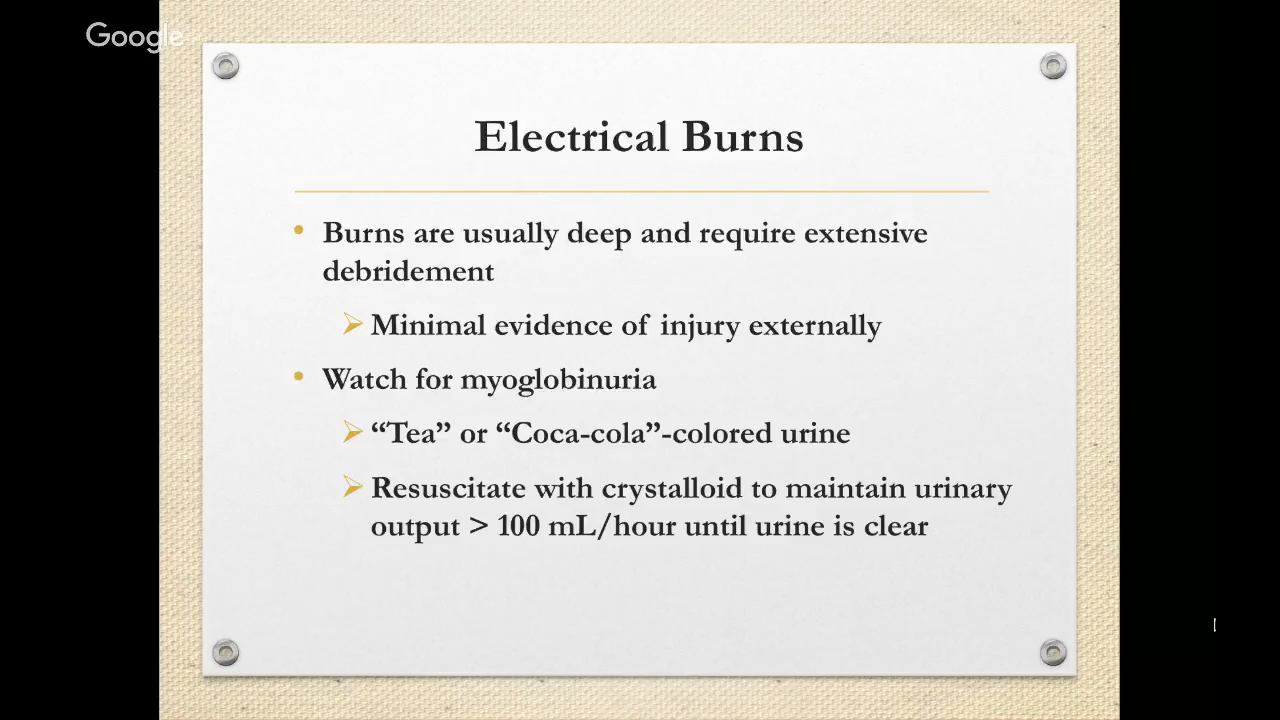 Google
Electrical Burns
• Burns are usually deep and require extensive
debridement
➢ Minimal evidence of injury externally
• Watch for myoglobinuria
➢ “Tea” or “Coca-cola”-colored urine
➢ Resuscitate with crystalloid to maintain urinary
output > 100 mL/hour until urine is clear